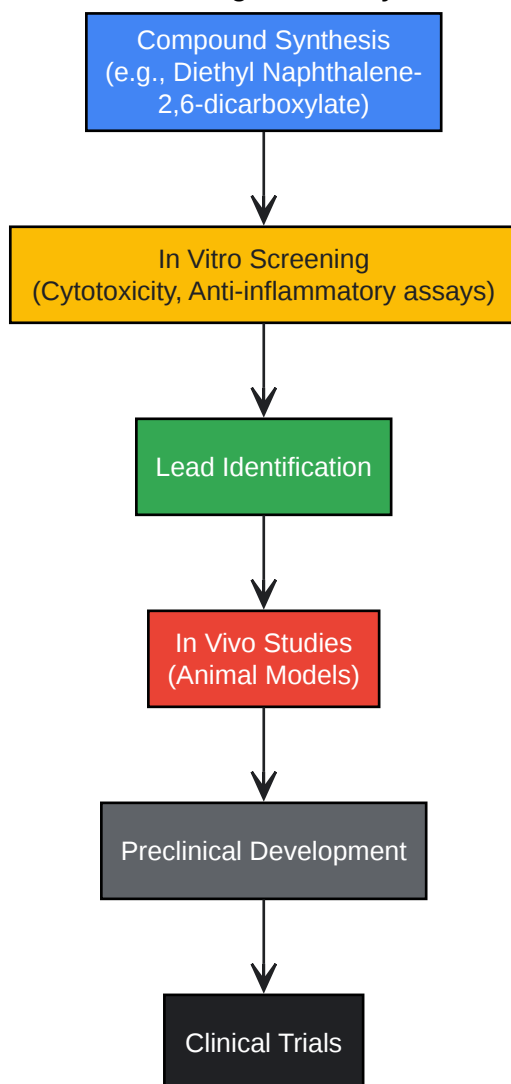 Compound Synthesis
(e.g., Diethyl Naphthalene-
2,6-dicarboxylate)
In Vitro Screening
(Cytotoxicity, Anti-inflammatory assays)
Lead Identification
In Vivo Studies
(Animal Models)
Preclinical Development
Clinical Trials